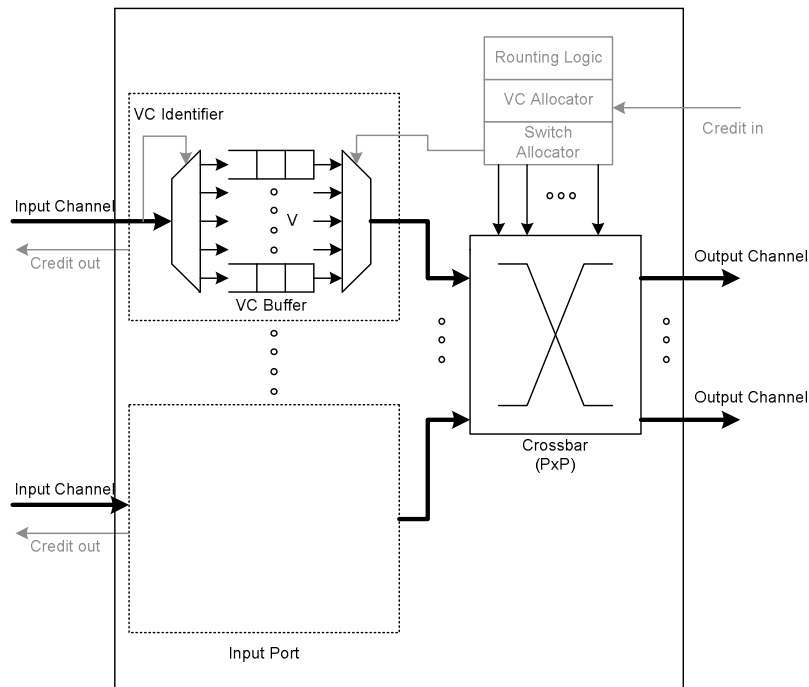 Rounting Logic
VC Allocator
Switch
Allocator
Credit in
VC Identifier
Input Channel
Credit out
V
VC Buffer
Output Channel
Output Channel
Crossbar
(PxP)
Input Channel
Credit out
Input Port